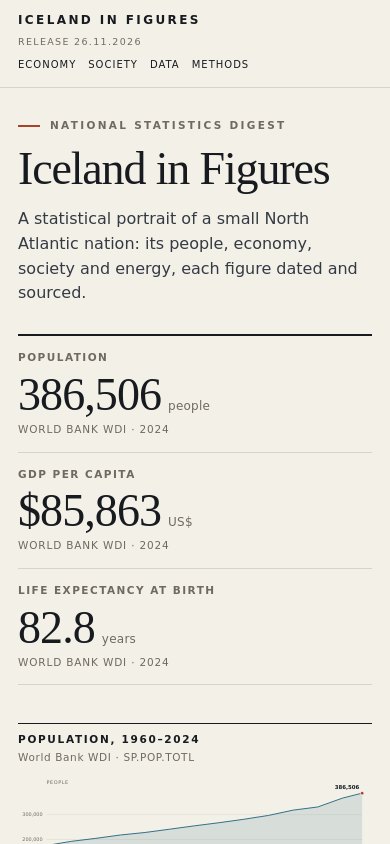 ICELAND IN FIGURES
RELEASE 26.11.2026
ECONOMY SOCIETY DATA METHODS
NATIONAL STATISTICS DIGEST
Iceland in Figures
A statistical portrait of a small North
Atlantic nation: its people, economy,
society and energy, each figure dated and
sourced.
POPULATION
386,506 people
WORLD BANK WDI · 2024
GDP PER CAPITA
$85,863 US$
WORLD BANK WDI · 2024
LIFE EXPECTANCY AT BIRTH
82.8 years
WORLD BANK WDI · 2024
POPULATION, 1960–2024
World Bank WDI · SP.POP.TOTL
PEOPLE
386,506
300,000
200,000